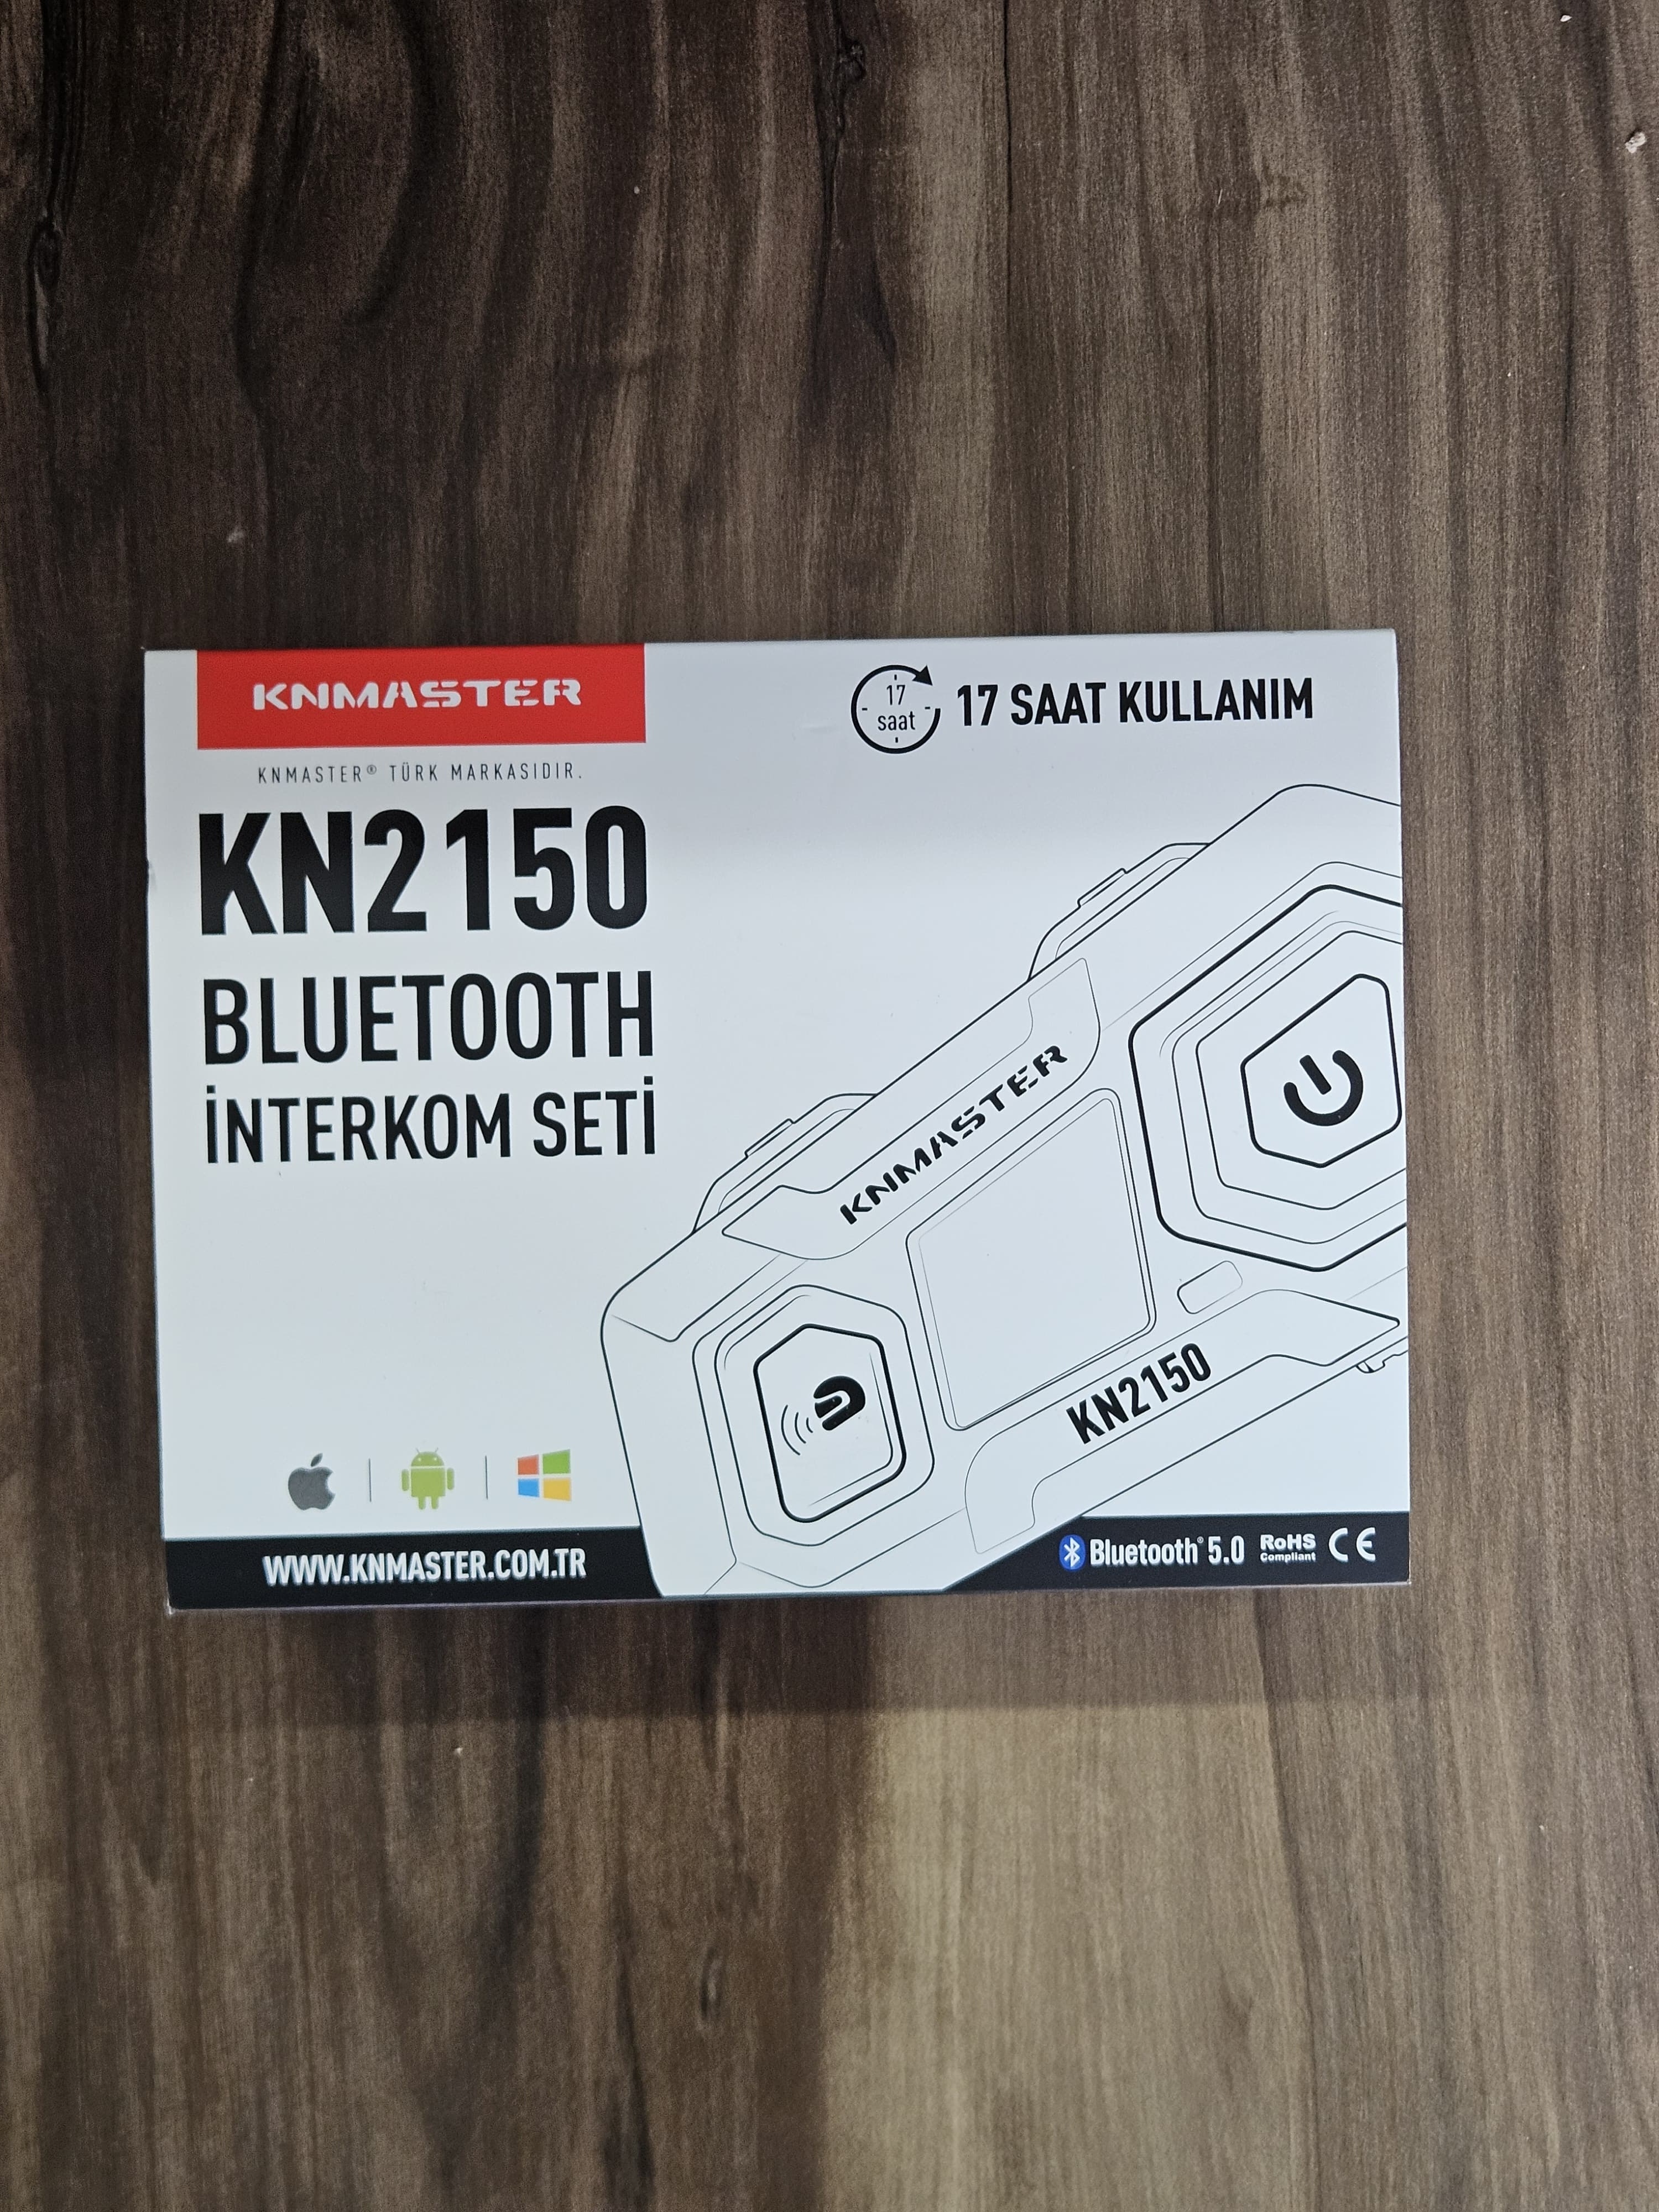 KNMASTER
KNMASTER® TÜRK MARKASIDIR.
17 saat
17 SAAT KULLANIM
KN2150
BLUETOOTH
İNTERKOM SETİ
KNMASTER
KN2150
WWW.KNMASTER.COM.TR
Bluetooth® 5.0
RoHS
Compliant
CE